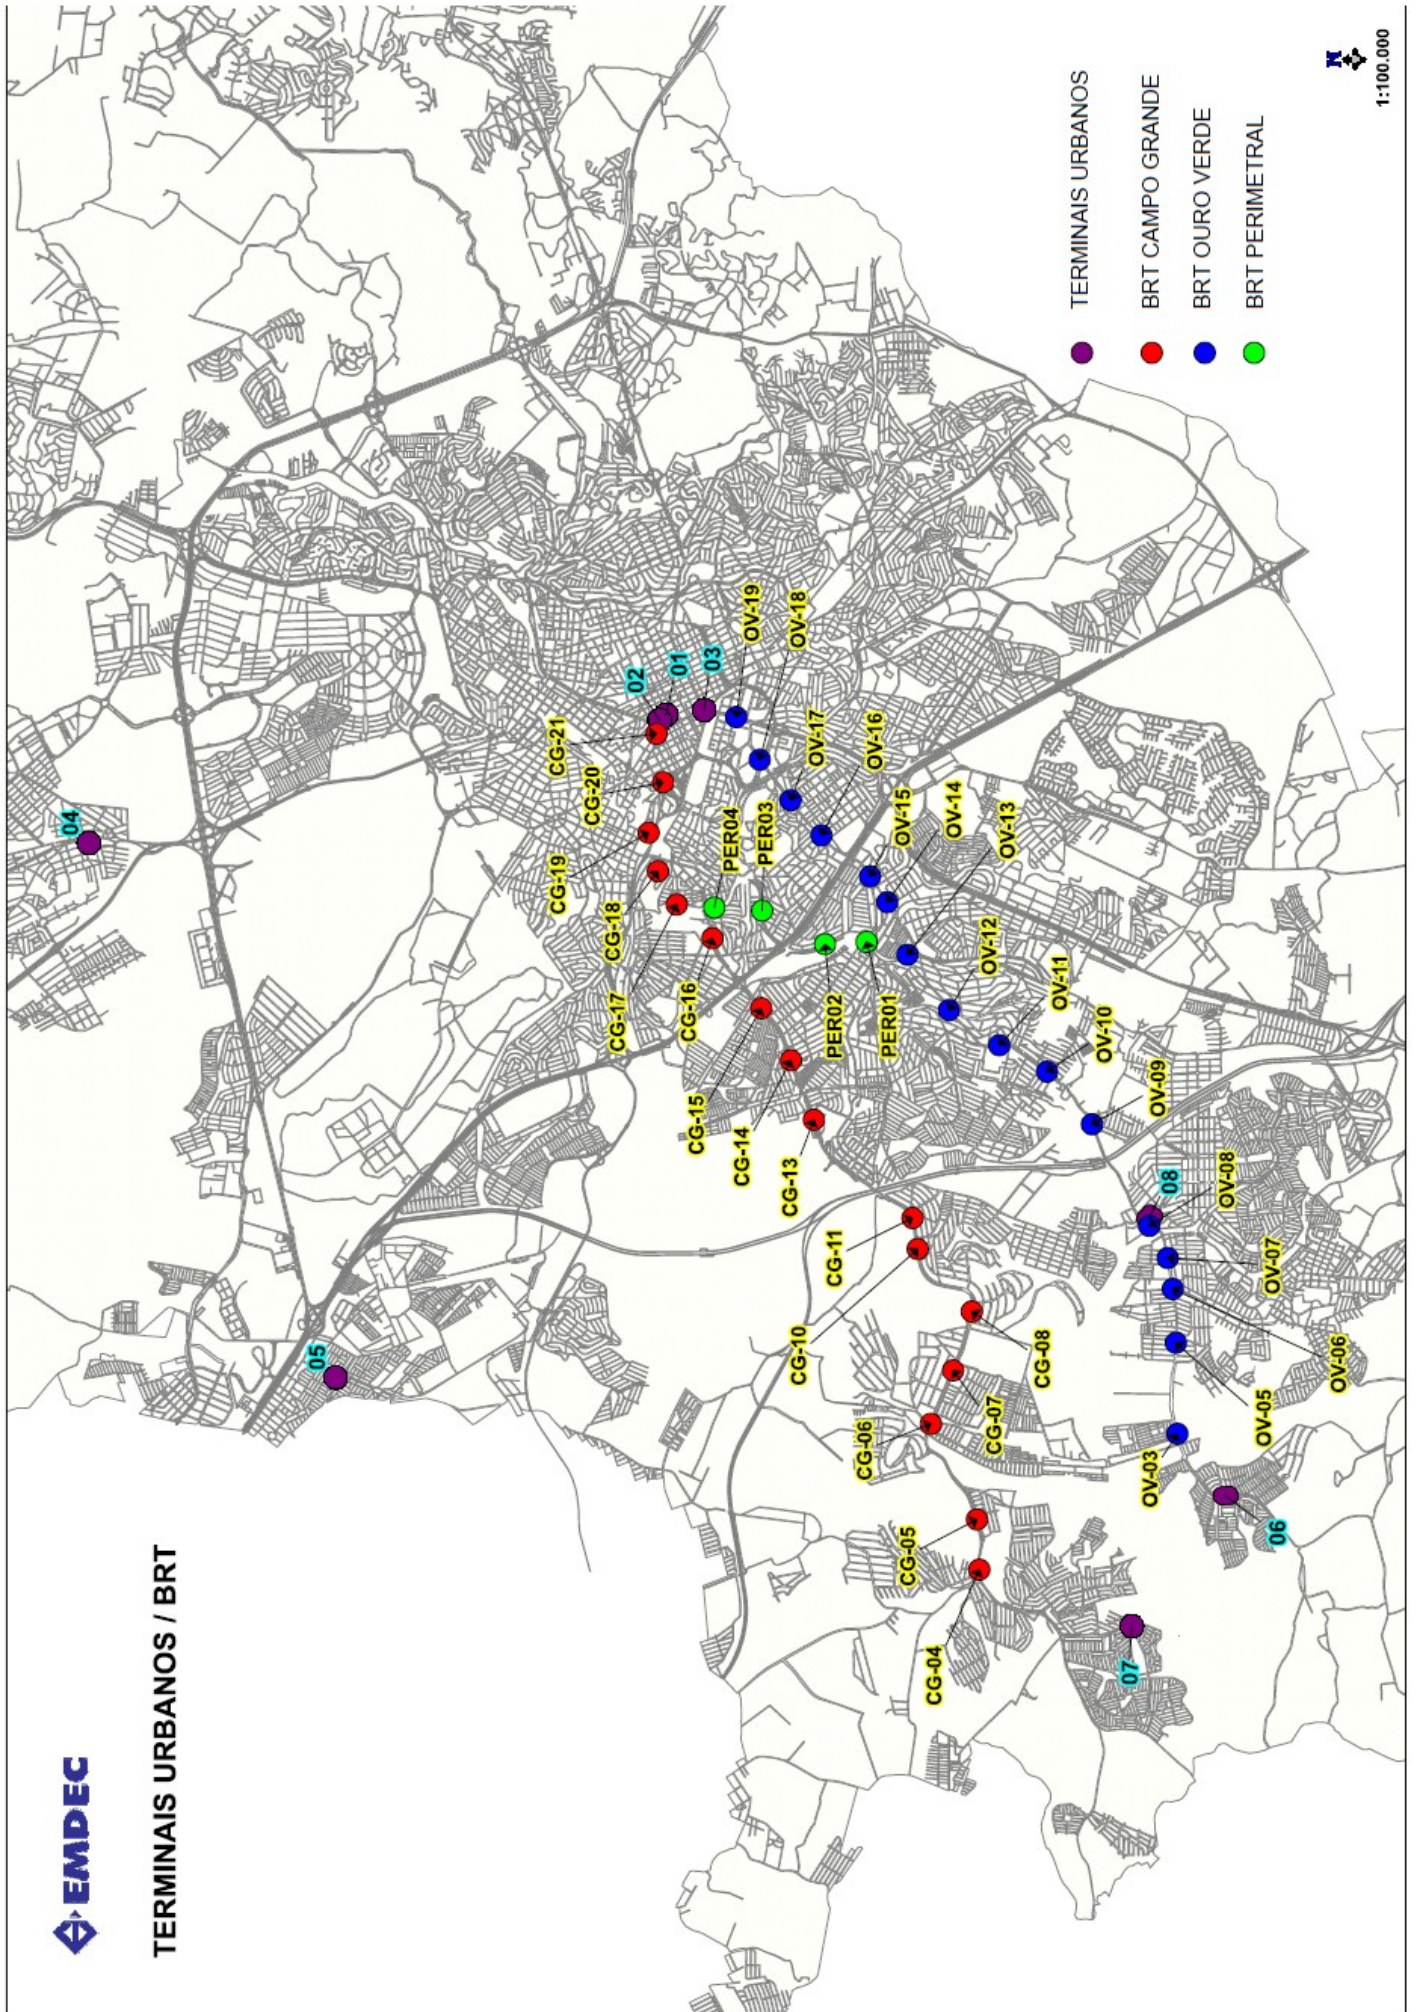 EMDEC
TERMINAIS URBANOS / BRT
04
05
02
01
03
CG-21
CG-20
CG-19
CG-18
CG-17
CG-16
CG-15
CG-14
CG-13
CG-11
CG-10
CG-08
CG-07
CG-06
CG-05
CG-04
OV-19
OV-18
OV-17
OV-16
OV-15
OV-14
OV-13
OV-12
OV-11
OV-10
OV-09
08
OV-08
OV-07
OV-06
OV-05
OV-03
06
07
PER04
PER03
PER02
PER01
TERMINAIS URBANOS
BRT CAMPO GRANDE
BRT OURO VERDE
BRT PERIMETRAL
N
1:100.000